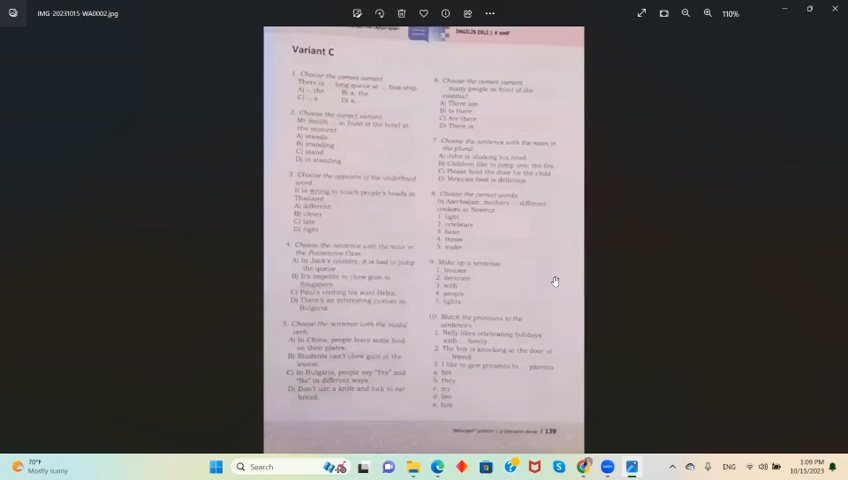 IMG-20231015-WA0002.jpg
110%
İNGİLİS DİLİ | V sinif
Variant C
1. Choose the correct variant.
There is ... long queue at ... bus stop.
A) -, the B) a, the
C) -, a D) a, -
2. Choose the correct variant.
Mr Smith ... in front of the hotel at
the moment.
A) stands
B) standing
C) stand
D) is standing
3. Choose the opposite of the underlined
word.
It is wrong to touch people's heads in
Thailand.
A) different
B) clever
C) late
D) right
4. Choose the sentence with the noun in
the Possessive Case.
A) In Jack's country, it is bad to jump
the queue.
B) It's impolite to chew gum in
Singapore.
C) Paul's visiting his aunt Helen.
D) There's an interesting custom in
Bulgaria.
5. Choose the sentence with the modal
verb.
A) In China, people leave some food
on their plates.
B) Students can't chew gum at the
lesson.
C) In Bulgaria, people say "Yes" and
"No" in different ways.
D) Don't use a knife and fork to eat
bread.
6. Choose the correct variant.
... many people in front of the
cinema?
A) There are
B) Is there
C) Are there
D) There is
7. Choose the sentence with the noun in
the plural.
A) John is shaking his head.
B) Children like to jump over the fire.
C) Please hold the door for the child.
D) Mexican food is delicious.
8. Choose the correct words.
In Azerbaijan, mothers ... different
cookies at Novruz.
1. light
2. celebrate
3. bake
4. throw
5. make
9. Make up a sentence.
1. houses
2. decorate
3. with
4. people
5. lights
10. Match the pronouns to the
sentences.
1. Nelly likes celebrating holidays
with ... family.
2. The boy is knocking at the door of
... friend.
3. I like to give presents to ... parents.
a. his
b. they
c. my
d. her
e. him
139
70°F
Mostly sunny
Search
ENG
1:09 PM
10/15/2023